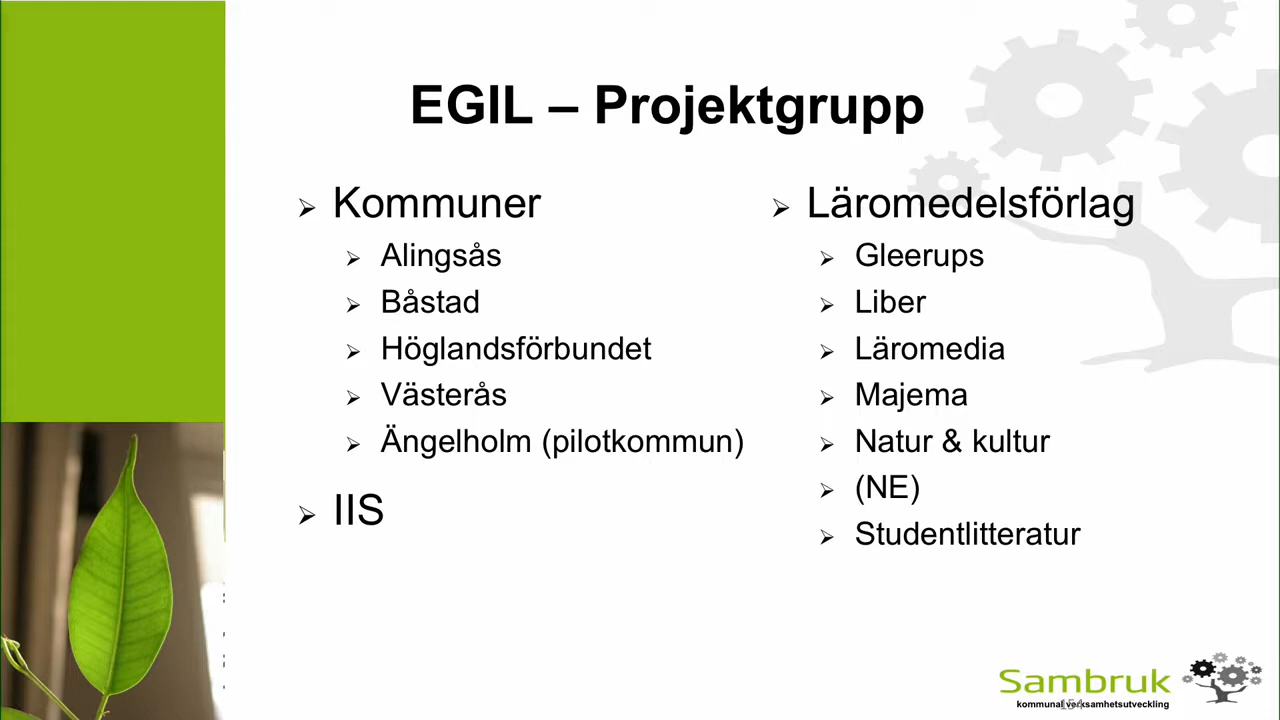 EGIL – Projektgrupp
Kommuner
Alingsås
Båstad
Höglandsförbundet
Västerås
Ängelholm (pilotkommun)
IIS
Läromedelsförlag
Gleerups
Liber
Läromedia
Majema
Natur & kultur
(NE)
Studentlitteratur
Sambruk
kommunal verksamhetsutveckling
154